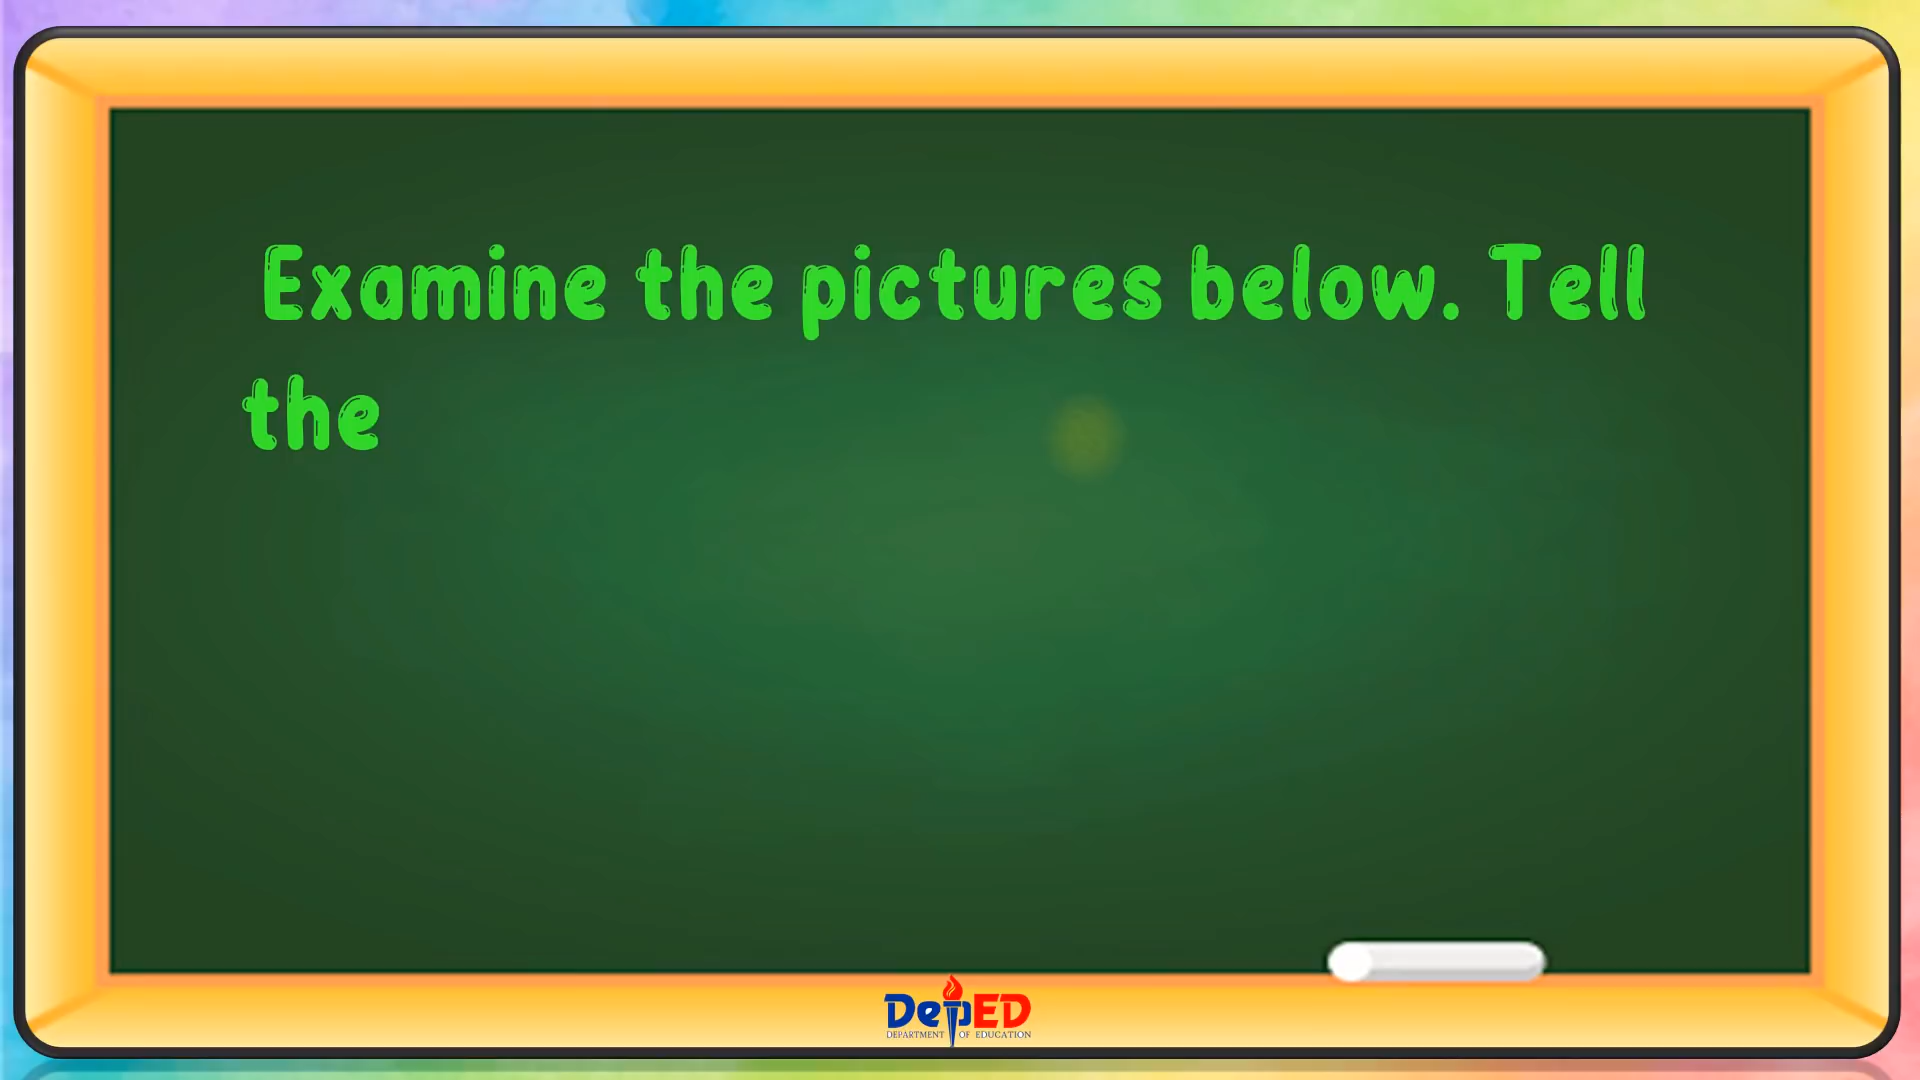 Examine the pictures below. Tell
the
DepED
DEPARTMENT OF EDUCATION